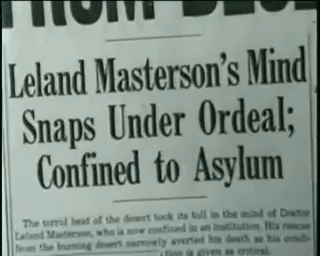 FROM
Leland Masterson's Mind
Snaps Under Ordeal;
Confined to Asylum
The torrid heat of the desert took its toll in the mind of Doctor
Leland Masterson, who is now confined in an institution. His rescue
from the burning desert narrowly averted his death as his condi-
tion is given as critical.